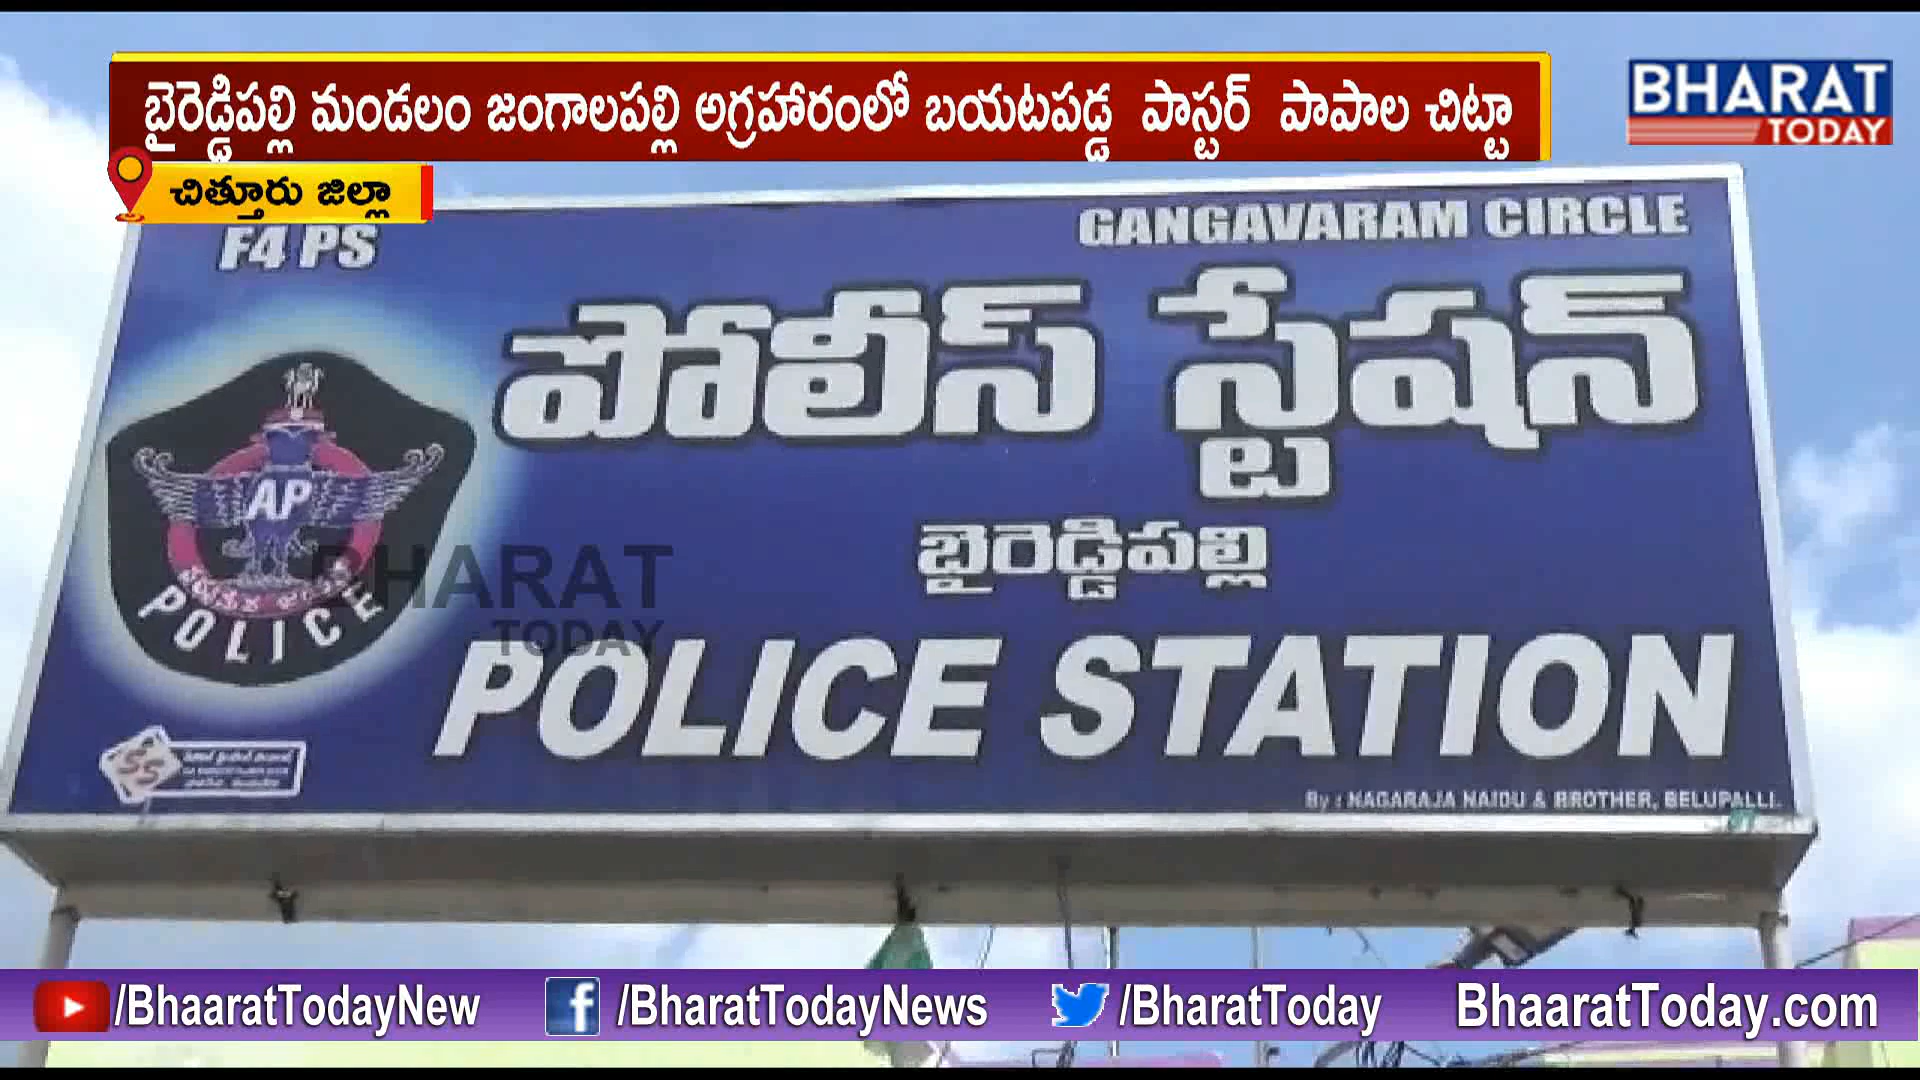 బైరెడ్డిపల్లి మండలం జంగాలపల్లి అగ్రహారంలో బయటపడ్డ పాస్టర్ పాపాల చిట్టా
BHARAT
TODAY
చిత్తూరు జిల్లా
F4 PS
GANGAVARAM CIRCLE
పోలీస్ స్టేషన్
AP
POLICE
బైరెడ్డిపల్లి
BHARAT
TODAY
POLICE STATION
SS
By : NAGARAJA NAIDU & BROTHER, BELUPALLI.
/BhaaratTodayNew
/BharatTodayNews
/BharatToday
BhaaratToday.com